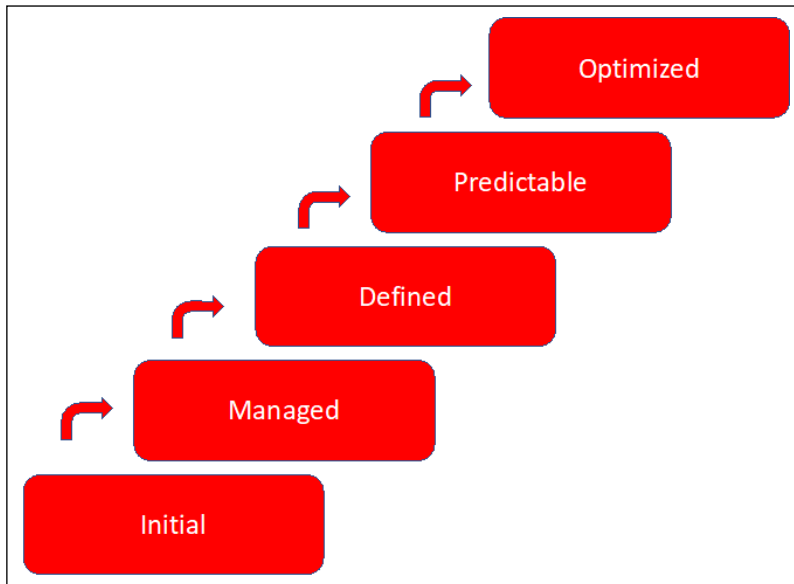 Optimized
Predictable
Defined
Managed
Initial